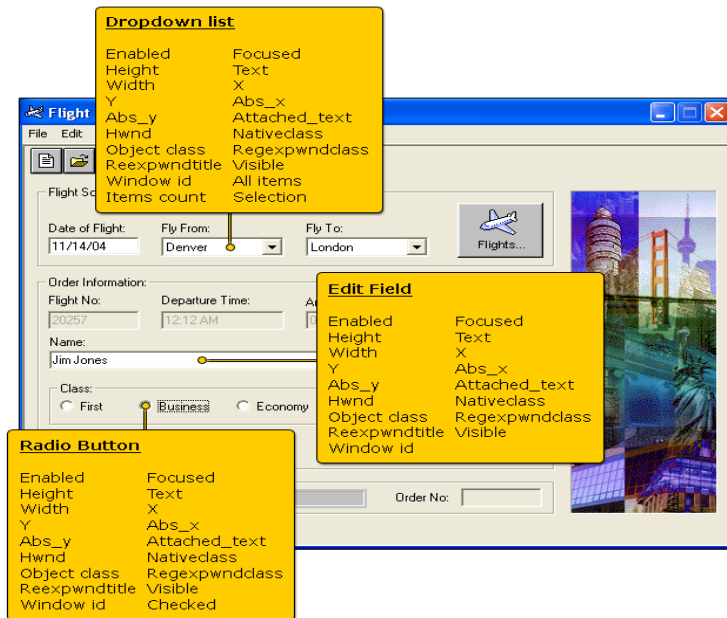 Dropdown list
Enabled Focused
Height Text
Width X
Y Abs_x
Abs_y Attached_text
Hwnd Nativeclass
Object class Regexpwndclass
Reexpwndtitle Visible
Window id All items
Items count Selection
Flight
File Edit
Flight Sc
Date of Flight: Fly From: Fly To:
11/14/04 Denver London Flights...
Order Information:
Flight No: Departure Time:
20257 12:12 AM
Name:
Jim Jones
Edit Field
Enabled Focused
Height Text
Width X
Y Abs_x
Abs_y Attached_text
Hwnd Nativeclass
Object class Regexpwndclass
Reexpwndtitle Visible
Window id
Class:
First Business Economy
Radio Button
Enabled Focused
Height Text
Width X
Y Abs_x
Abs_y Attached_text
Hwnd Nativeclass
Object class Regexpwndclass
Reexpwndtitle Visible
Window id Checked
Order No: